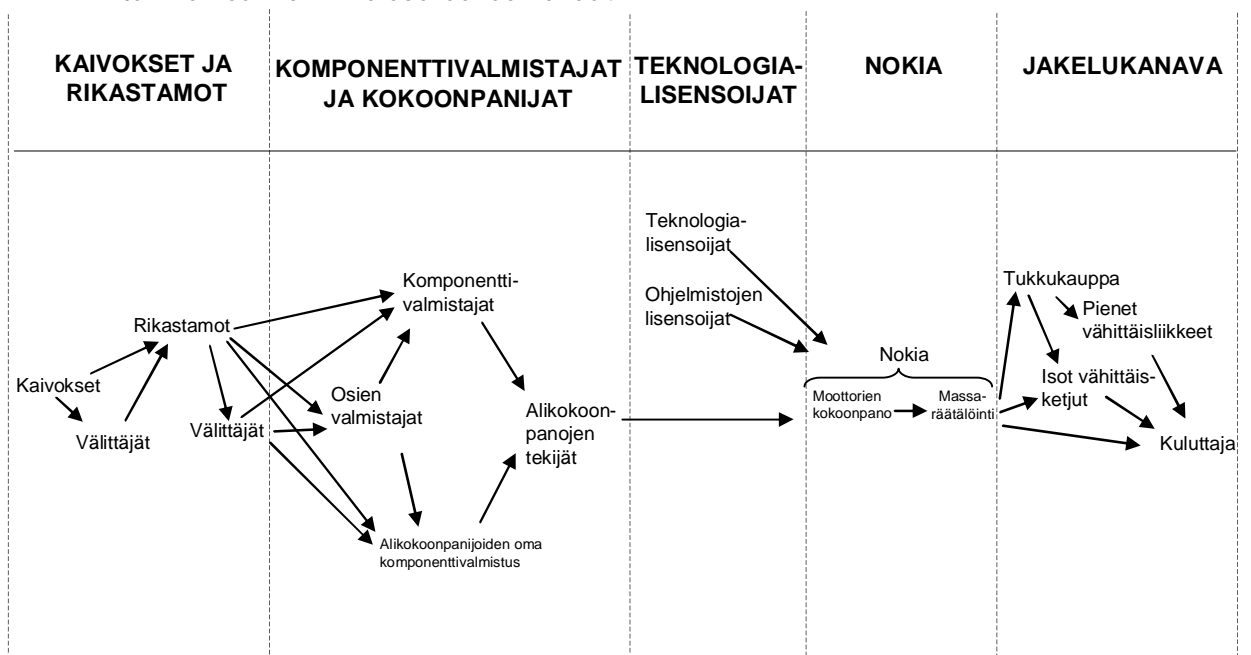 KAIVOKSET JA
RIKASTAMOT
KOMPONENTTIVALMISTAJAT
JA KOKOONPANIJAT
TEKNOLOGIA-
LISENSOIJAT
NOKIA
JAKELUKANAVA
Kaivokset
Välittäjät
Rikastamot
Välittäjät
Komponentti-
valmistajat
Osien
valmistajat
Alikokoonpanijoiden oma
komponenttivalmistus
Alikokoon-
panojen
tekijät
Teknologia-
lisensoijat
Ohjelmistojen
lisensoijat
Nokia
Moottorien
kokoonpano
Massa-
räätälöinti
Tukkukauppa
Pienet
vähittäisliikkeet
Isot vähittäis-
ketjut
Kuluttaja